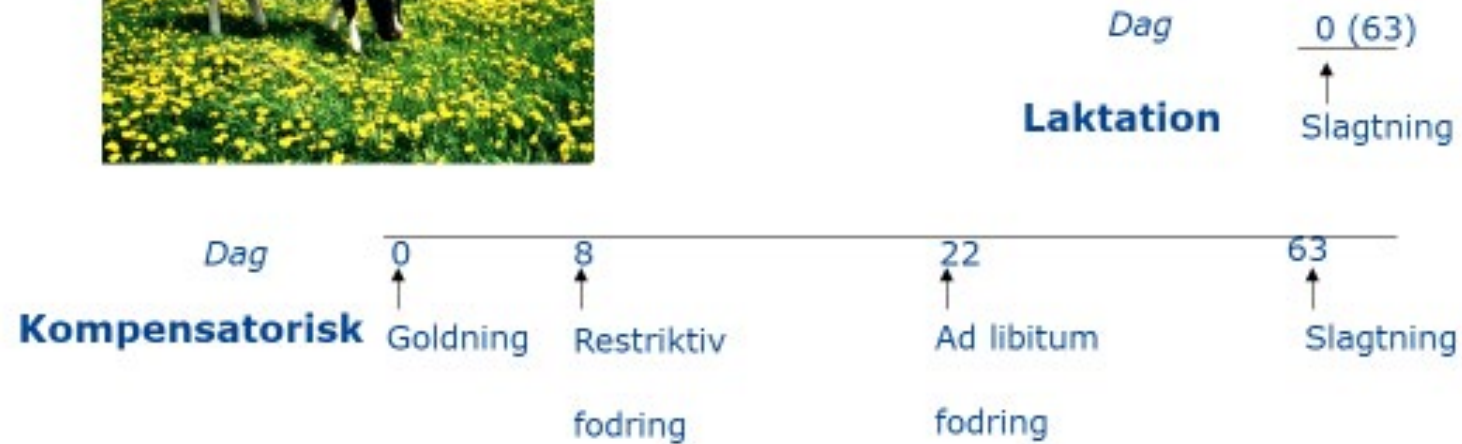 Dag 0 (63)
Laktation Slagtning
Dag 0 8 22 63
Kompensatorisk Goldning Restriktiv Ad libitum Slagtning
fodring fodring